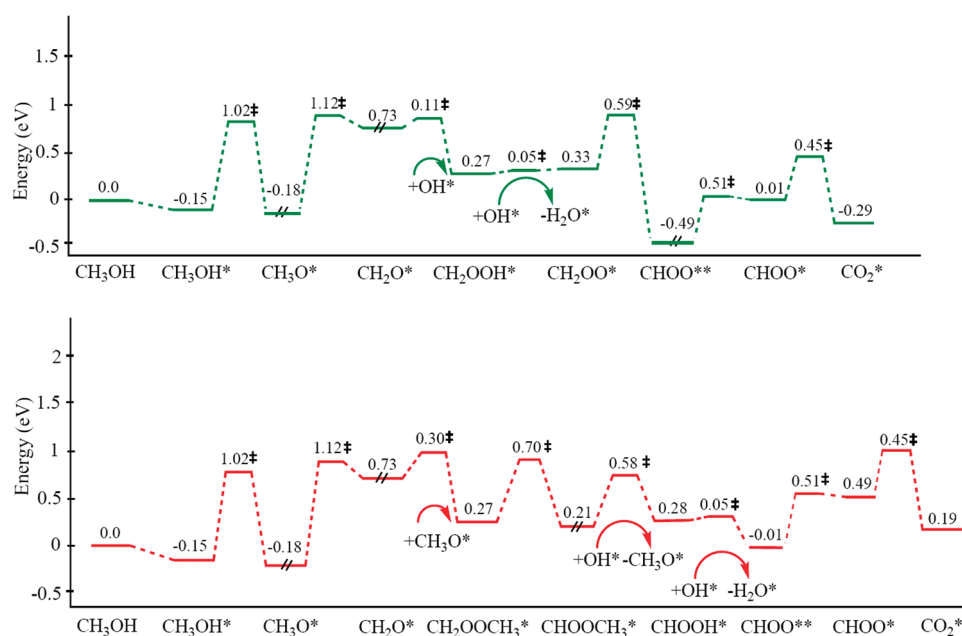 1.5
1
0.5
0
-0.5
Energy (eV)
0.0
-0.15
1.02‡
-0.18
1.12‡
0.73
0.11‡
0.27
0.05‡
0.33
0.59‡
-0.49
0.51‡
0.01
0.45‡
-0.29
+OH*
+OH*
-H₂O*
CH₃OH
CH₃OH*
CH₃O*
CH₂O*
CH₂OOH*
CH₂OO*
CHOO**
CHOO*
CO₂*
2
1.5
1
0.5
0
-0.5
Energy (eV)
0.0
-0.15
1.02‡
-0.18
1.12‡
0.73
0.30‡
0.27
0.70‡
0.21
0.58‡
0.28
0.05‡
-0.01
0.51‡
0.49
0.45‡
0.19
+CH₃O*
+OH*
-CH₃O*
+OH*
-H₂O*
CH₃OH
CH₃OH*
CH₃O*
CH₂O*
CH₂OOCH₃*
CHOOCH₃*
CHOOH*
CHOO**
CHOO*
CO₂*